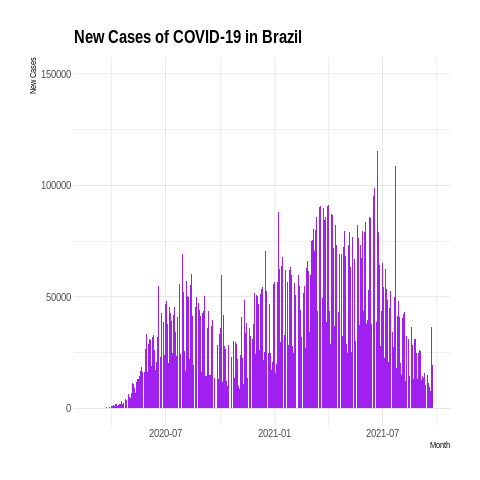 New Cases of COVID-19 in Brazil
New Cases
150000
100000
50000
0
2020-07
2021-01
2021-07
Month